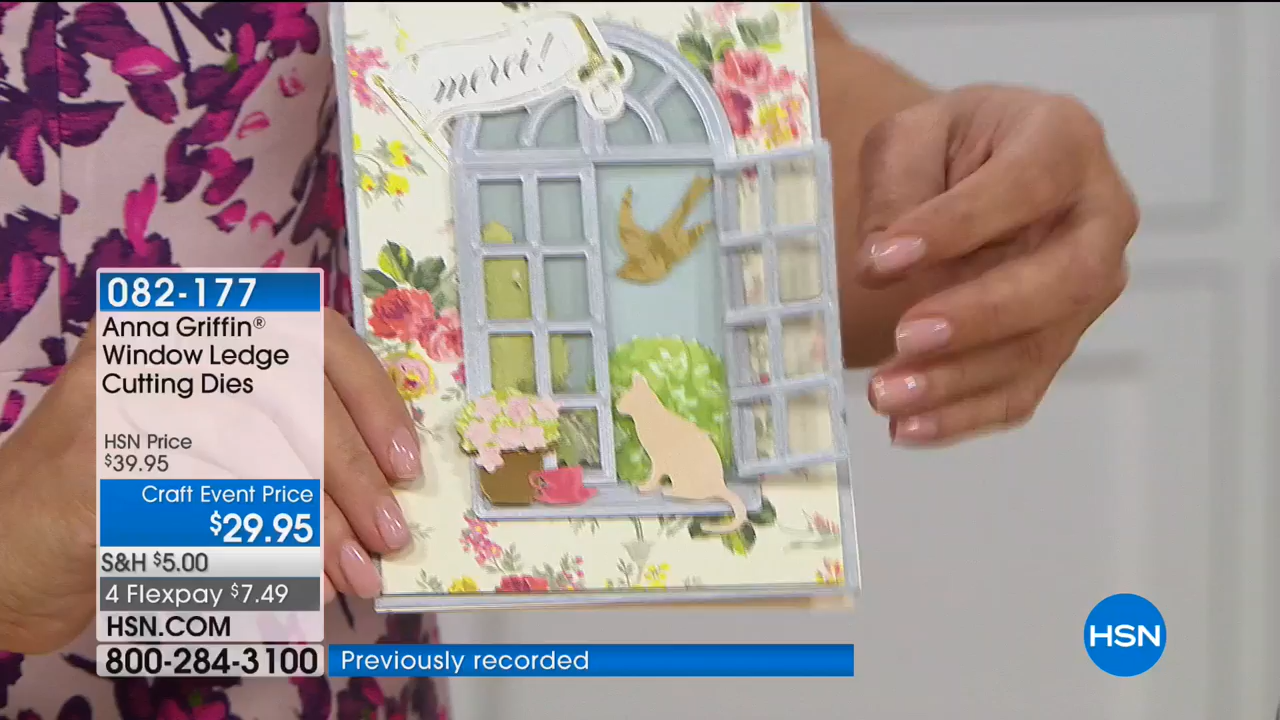 merci!
082-177
Anna Griffin®
Window Ledge
Cutting Dies
HSN Price
$39.95
Craft Event Price
$29.95
S&H $5.00
4 Flexpay $7.49
HSN.COM
800-284-3100
Previously recorded
HSN